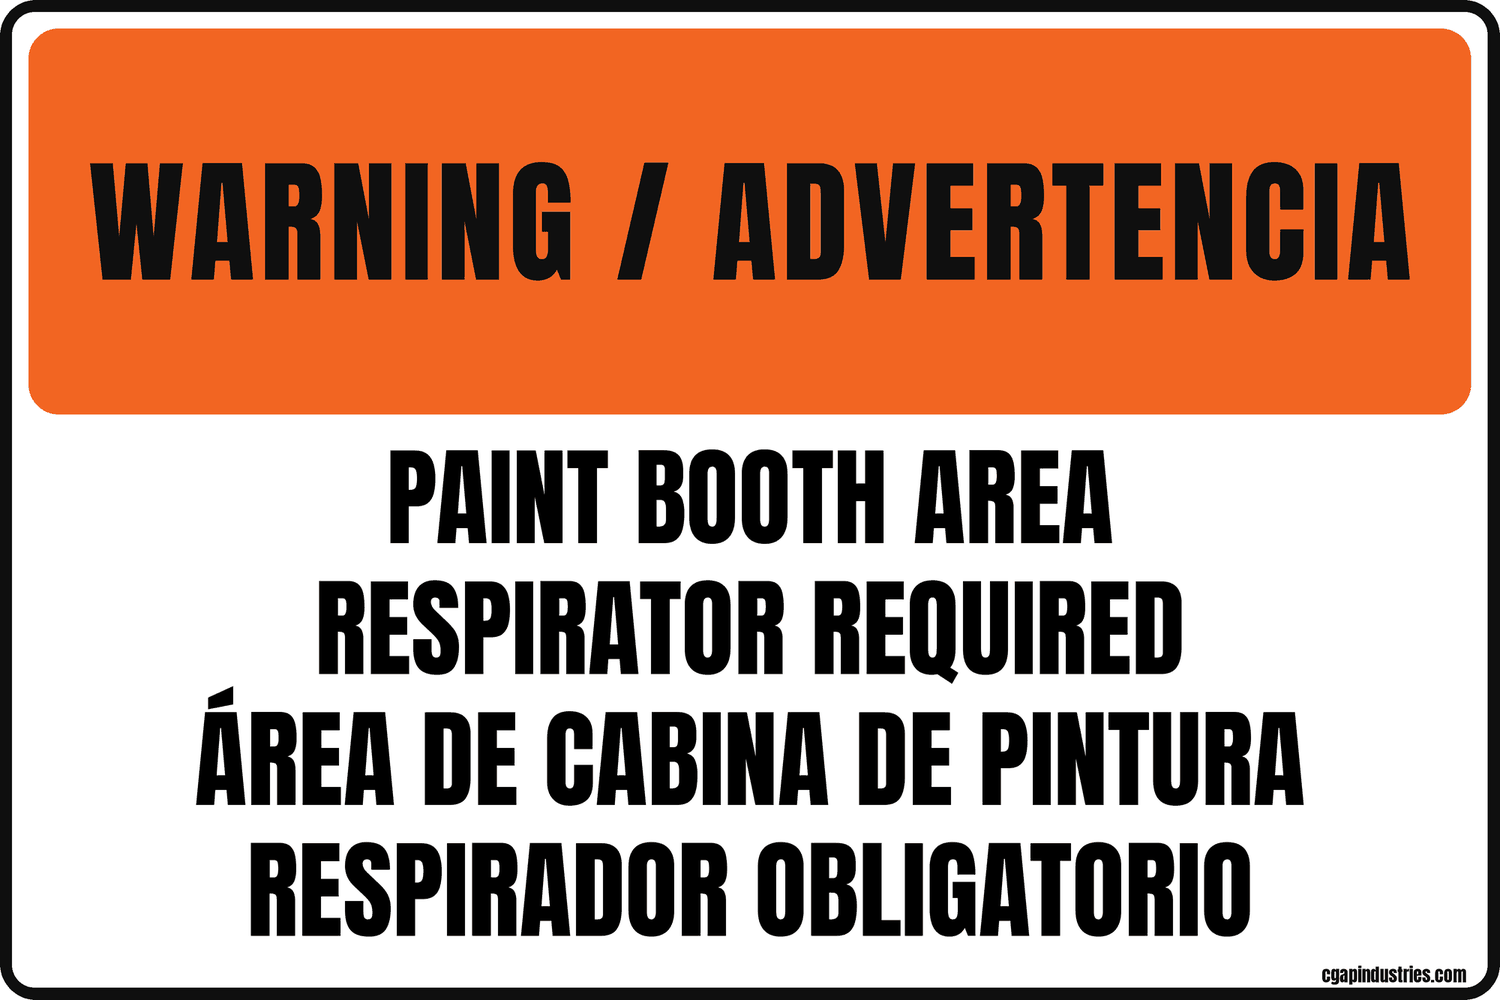 WARNING / ADVERTENCIA
PAINT BOOTH AREA
RESPIRATOR REQUIRED
ÁREA DE CABINA DE PINTURA
RESPIRADOR OBLIGATORIO
cgapindustries.com